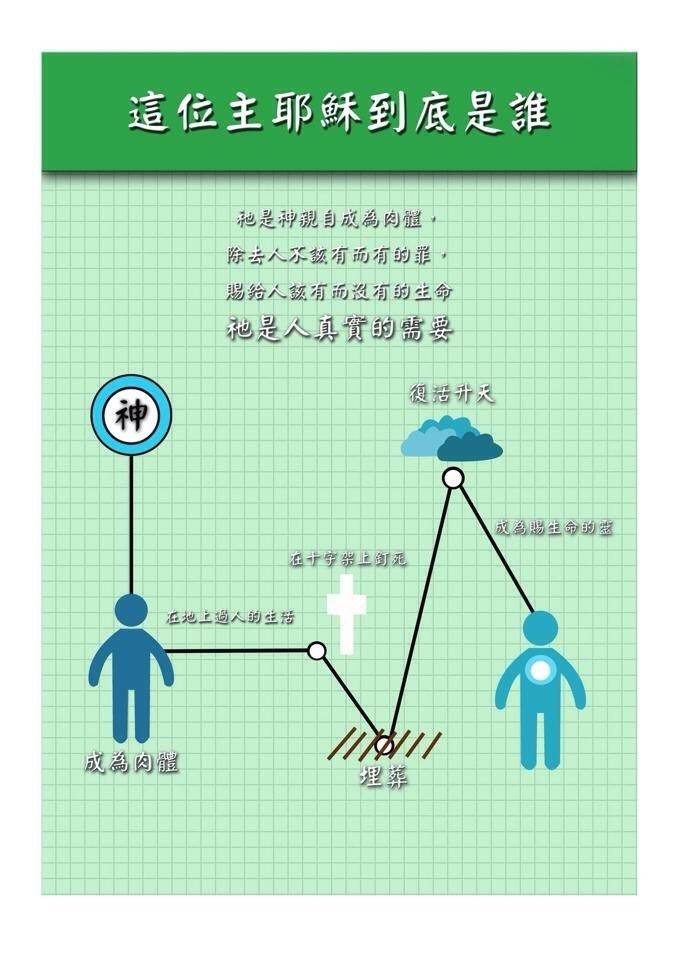 這位主耶穌到底是誰
祂是神親自成為肉體，
除去人不該有而有的罪，
賜給人該有而沒有的生命
祂是人真實的需要
神
復活升天
成為賜生命的靈
在十字架上釘死
在地上過人的生活
成為肉體
埋葬